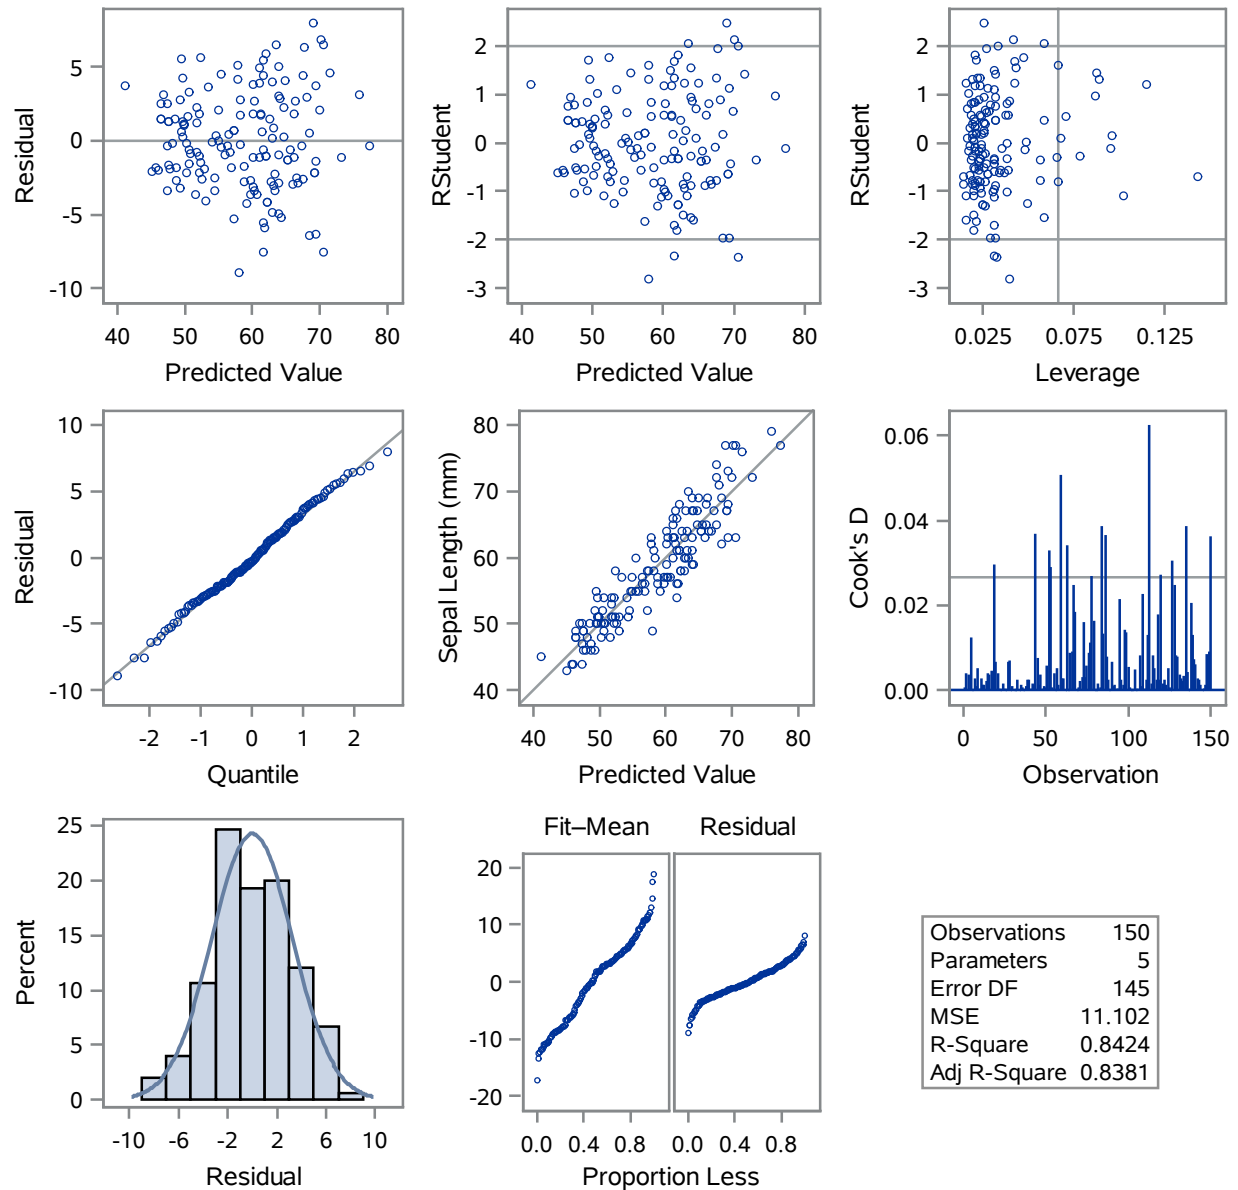 5
0
-5
-10
Residual
40 50 60 70 80
Predicted Value
2
1
0
-1
-2
-3
RStudent
40 50 60 70 80
Predicted Value
2
1
0
-1
-2
-3
RStudent
0.025 0.075 0.125
Leverage
10
5
0
-5
-10
Residual
-2 -1 0 1 2
Quantile
80
70
60
50
40
Sepal Length (mm)
40 50 60 70 80
Predicted Value
0.06
0.04
0.02
0.00
Cook's D
0 50 100 150
Observation
25
20
15
10
5
0
Percent
-10 -6 -2 2 6 10
Residual
Fit–Mean Residual
20
10
0
-10
-20
0.0 0.4 0.8 0.0 0.4 0.8
Proportion Less
Observations 150
Parameters 5
Error DF 145
MSE 11.102
R-Square 0.8424
Adj R-Square 0.8381